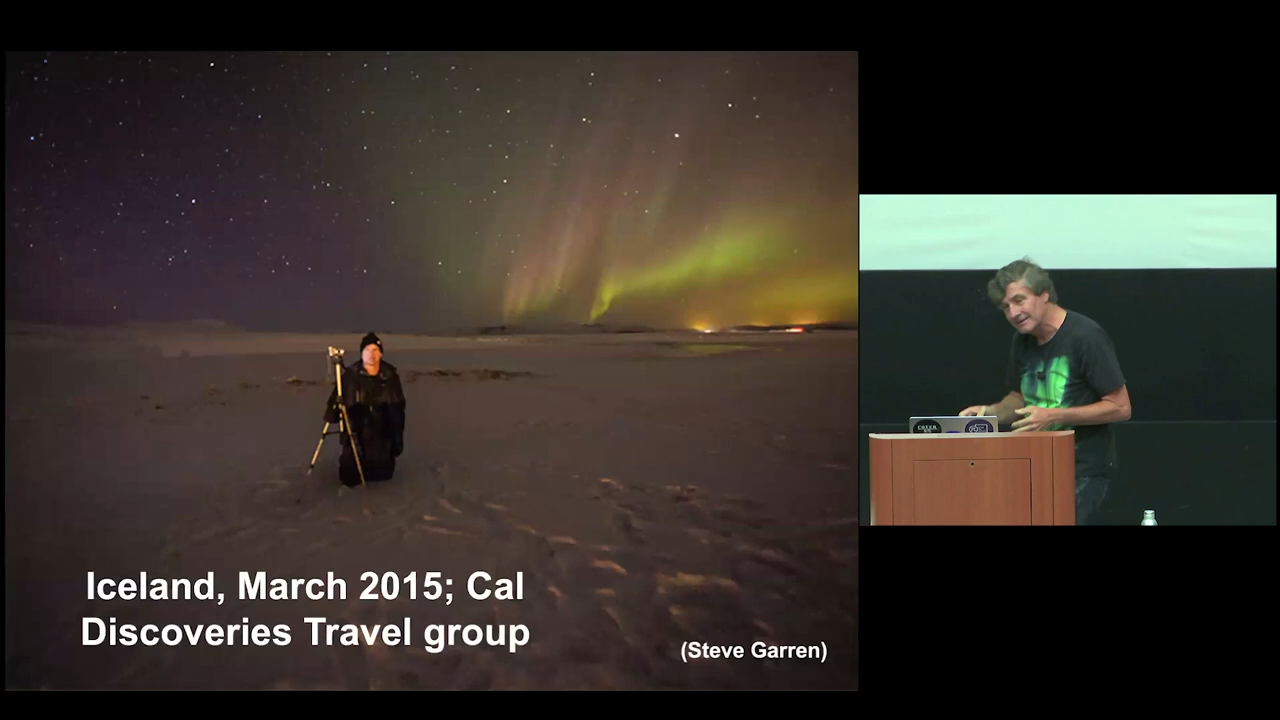 Iceland, March 2015; Cal
Discoveries Travel group
(Steve Garren)